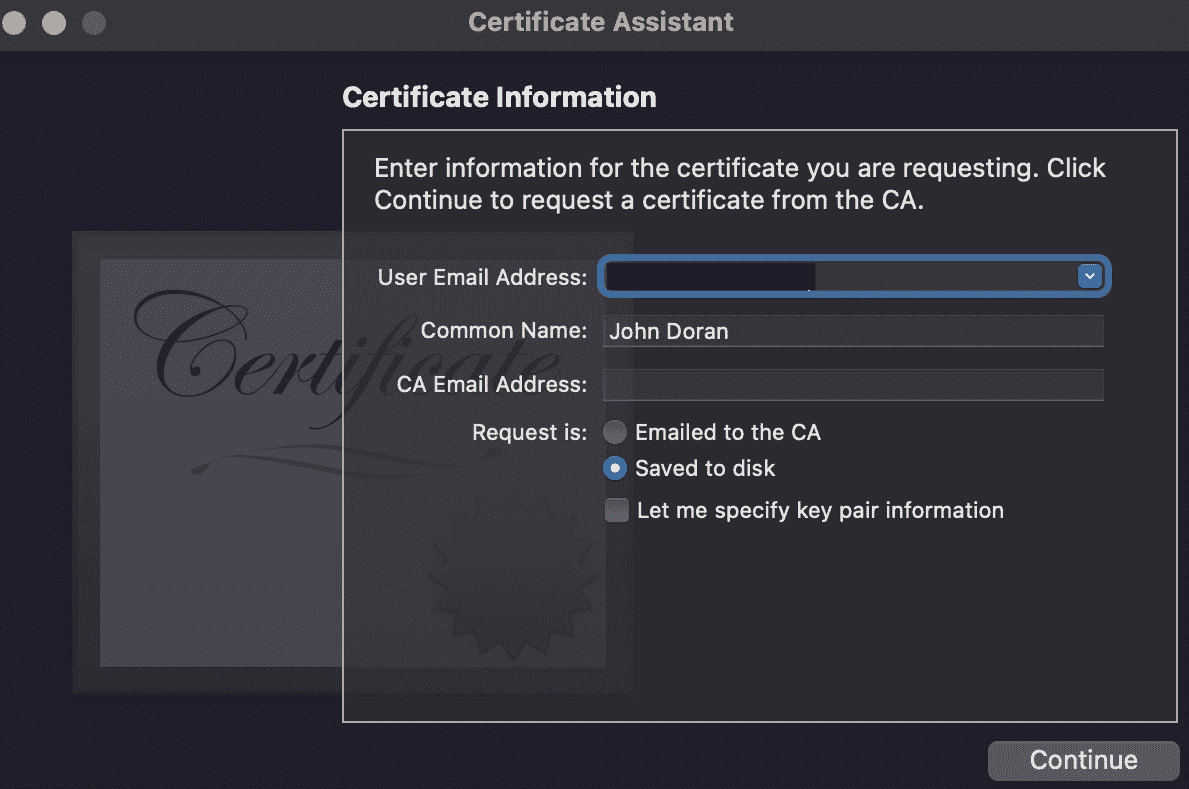 Certificate Assistant
Certificate Information
Enter information for the certificate you are requesting. Click
Continue to request a certificate from the CA.
Certificate
User Email Address:
Common Name: John Doran
CA Email Address:
Request is: Emailed to the CA
Saved to disk
Let me specify key pair information
Continue